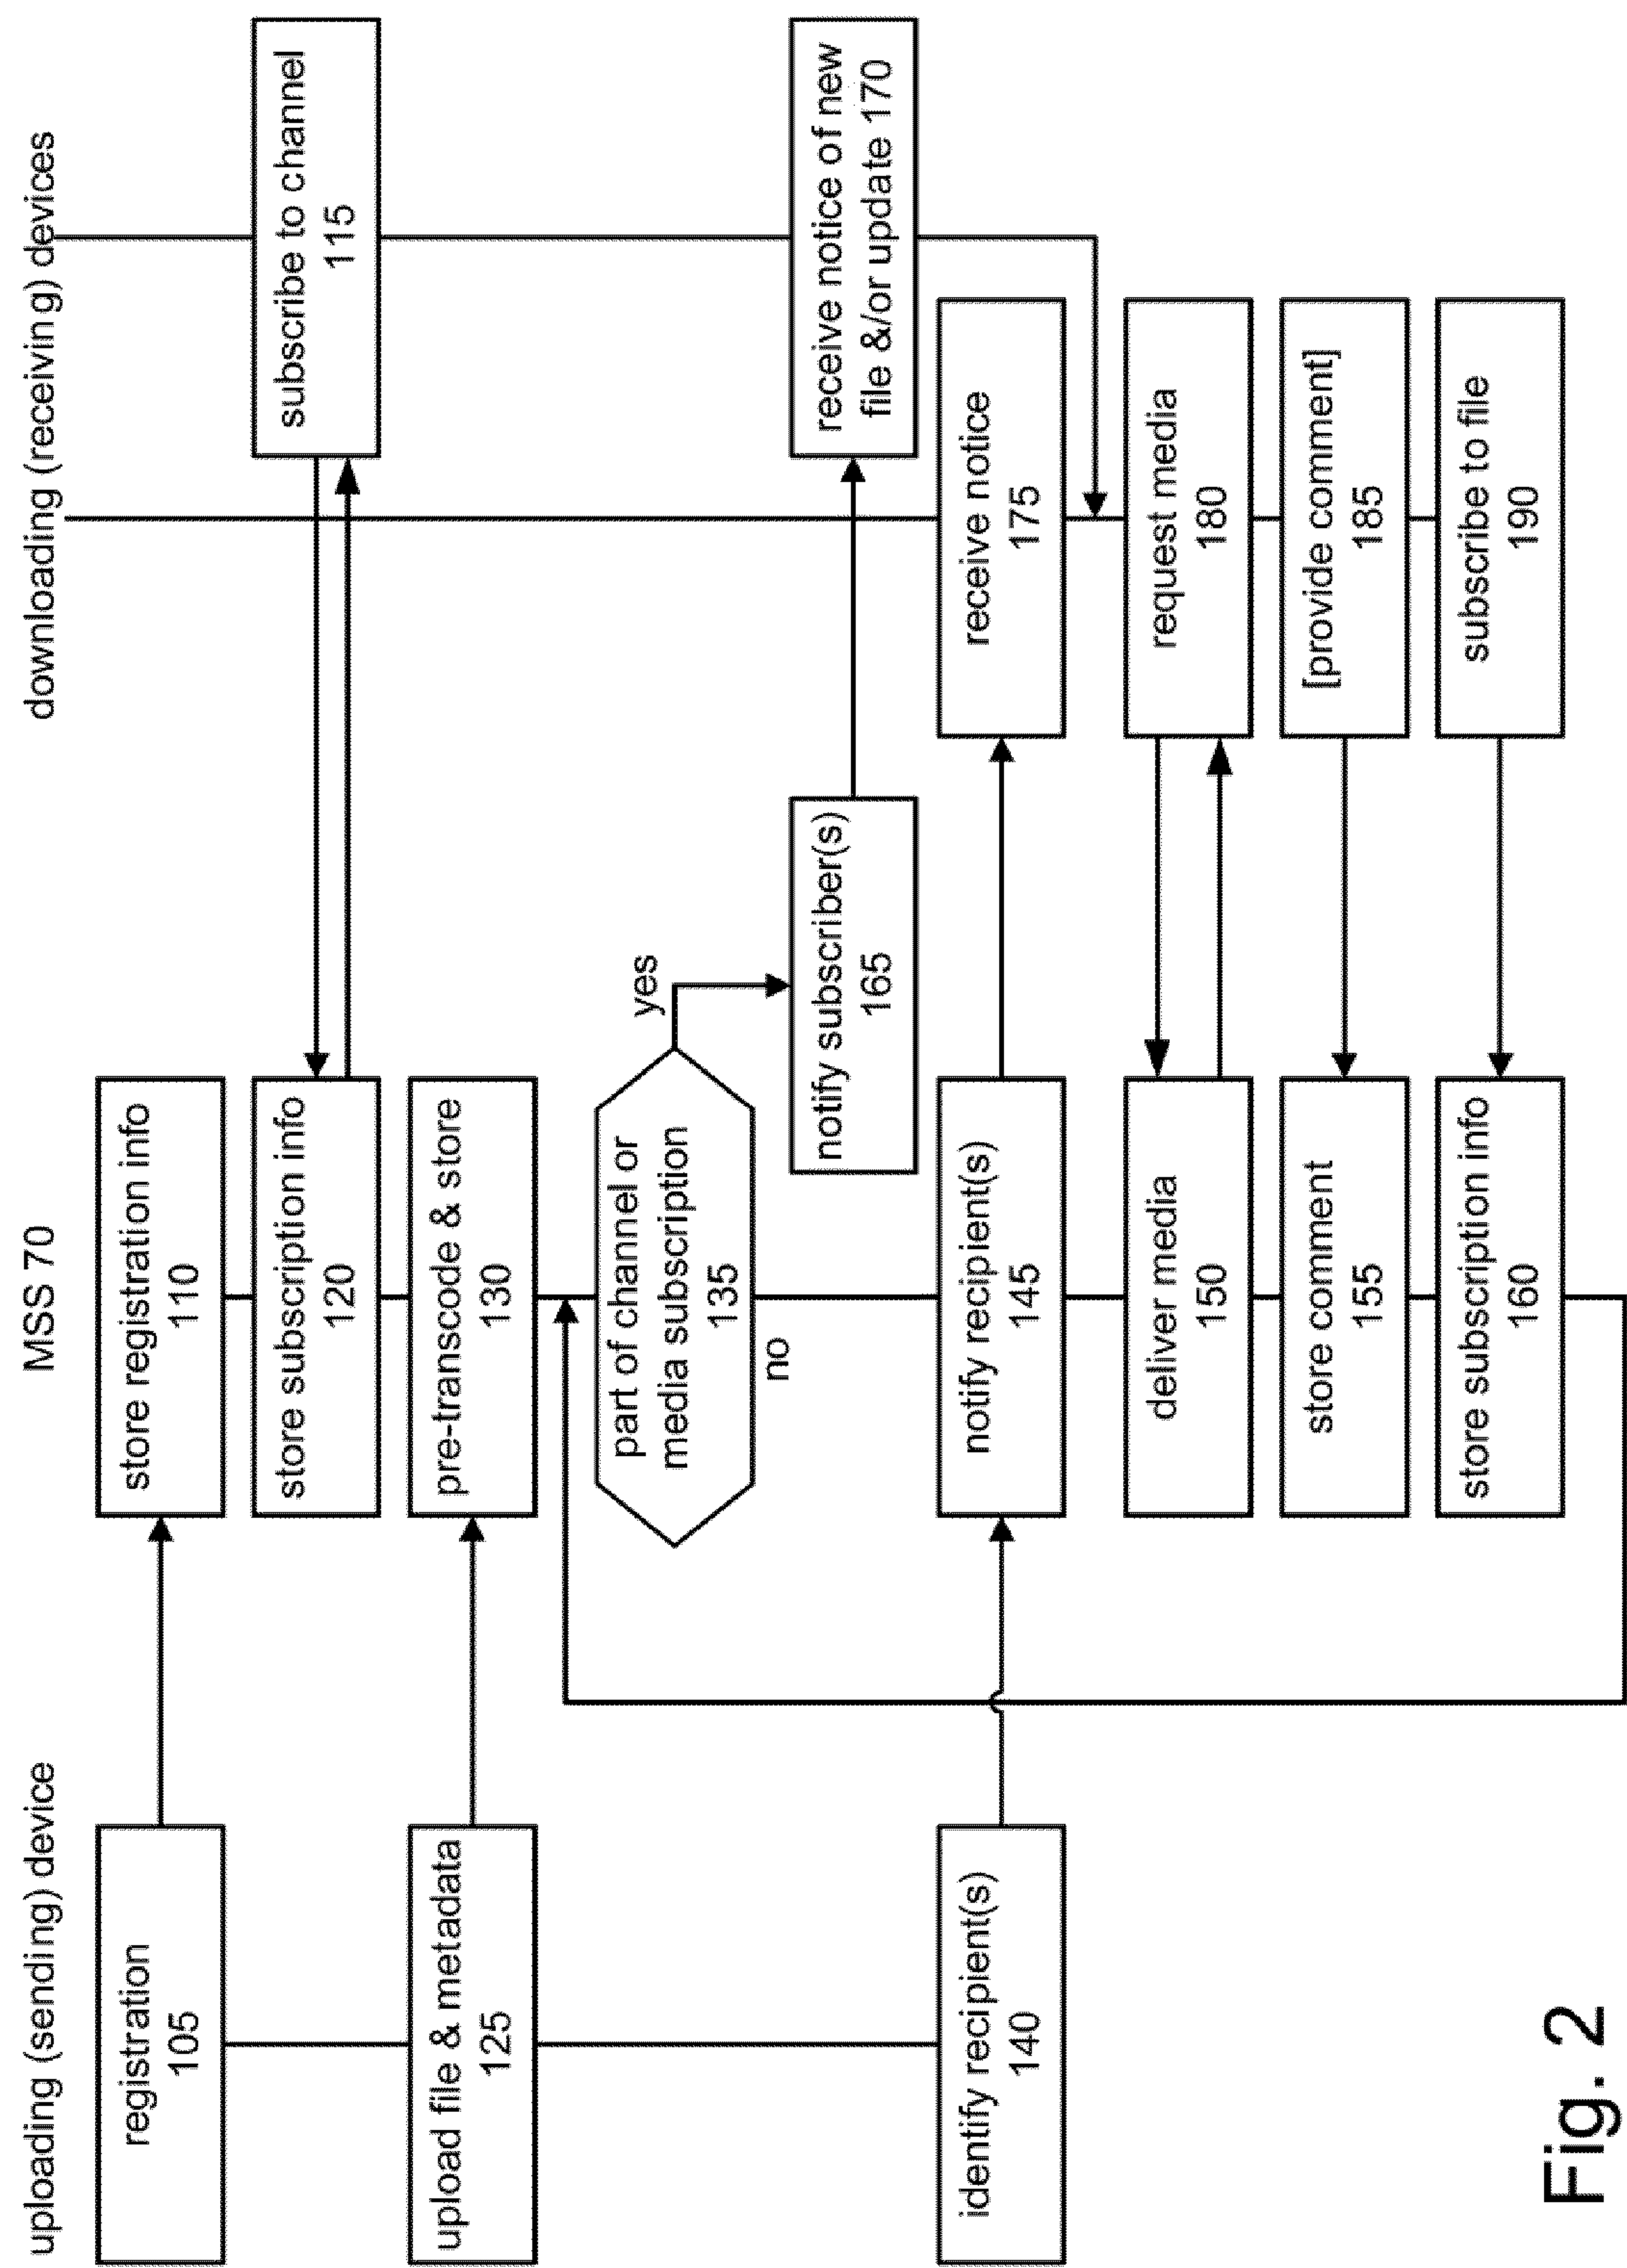 uploading (sending) device
MSS 70
downloading (receiving) devices
registration
105
store registration info
110
store subscription info
120
subscribe to channel
115
upload file & metadata
125
pre-transcode & store
130
part of channel or
media subscription
135
yes
no
notify subscriber(s)
165
receive notice of new
file &/or update 170
identify recipient(s)
140
notify recipient(s)
145
receive notice
175
deliver media
150
request media
180
store comment
155
[provide comment]
185
store subscription info
160
subscribe to file
190
Fig. 2